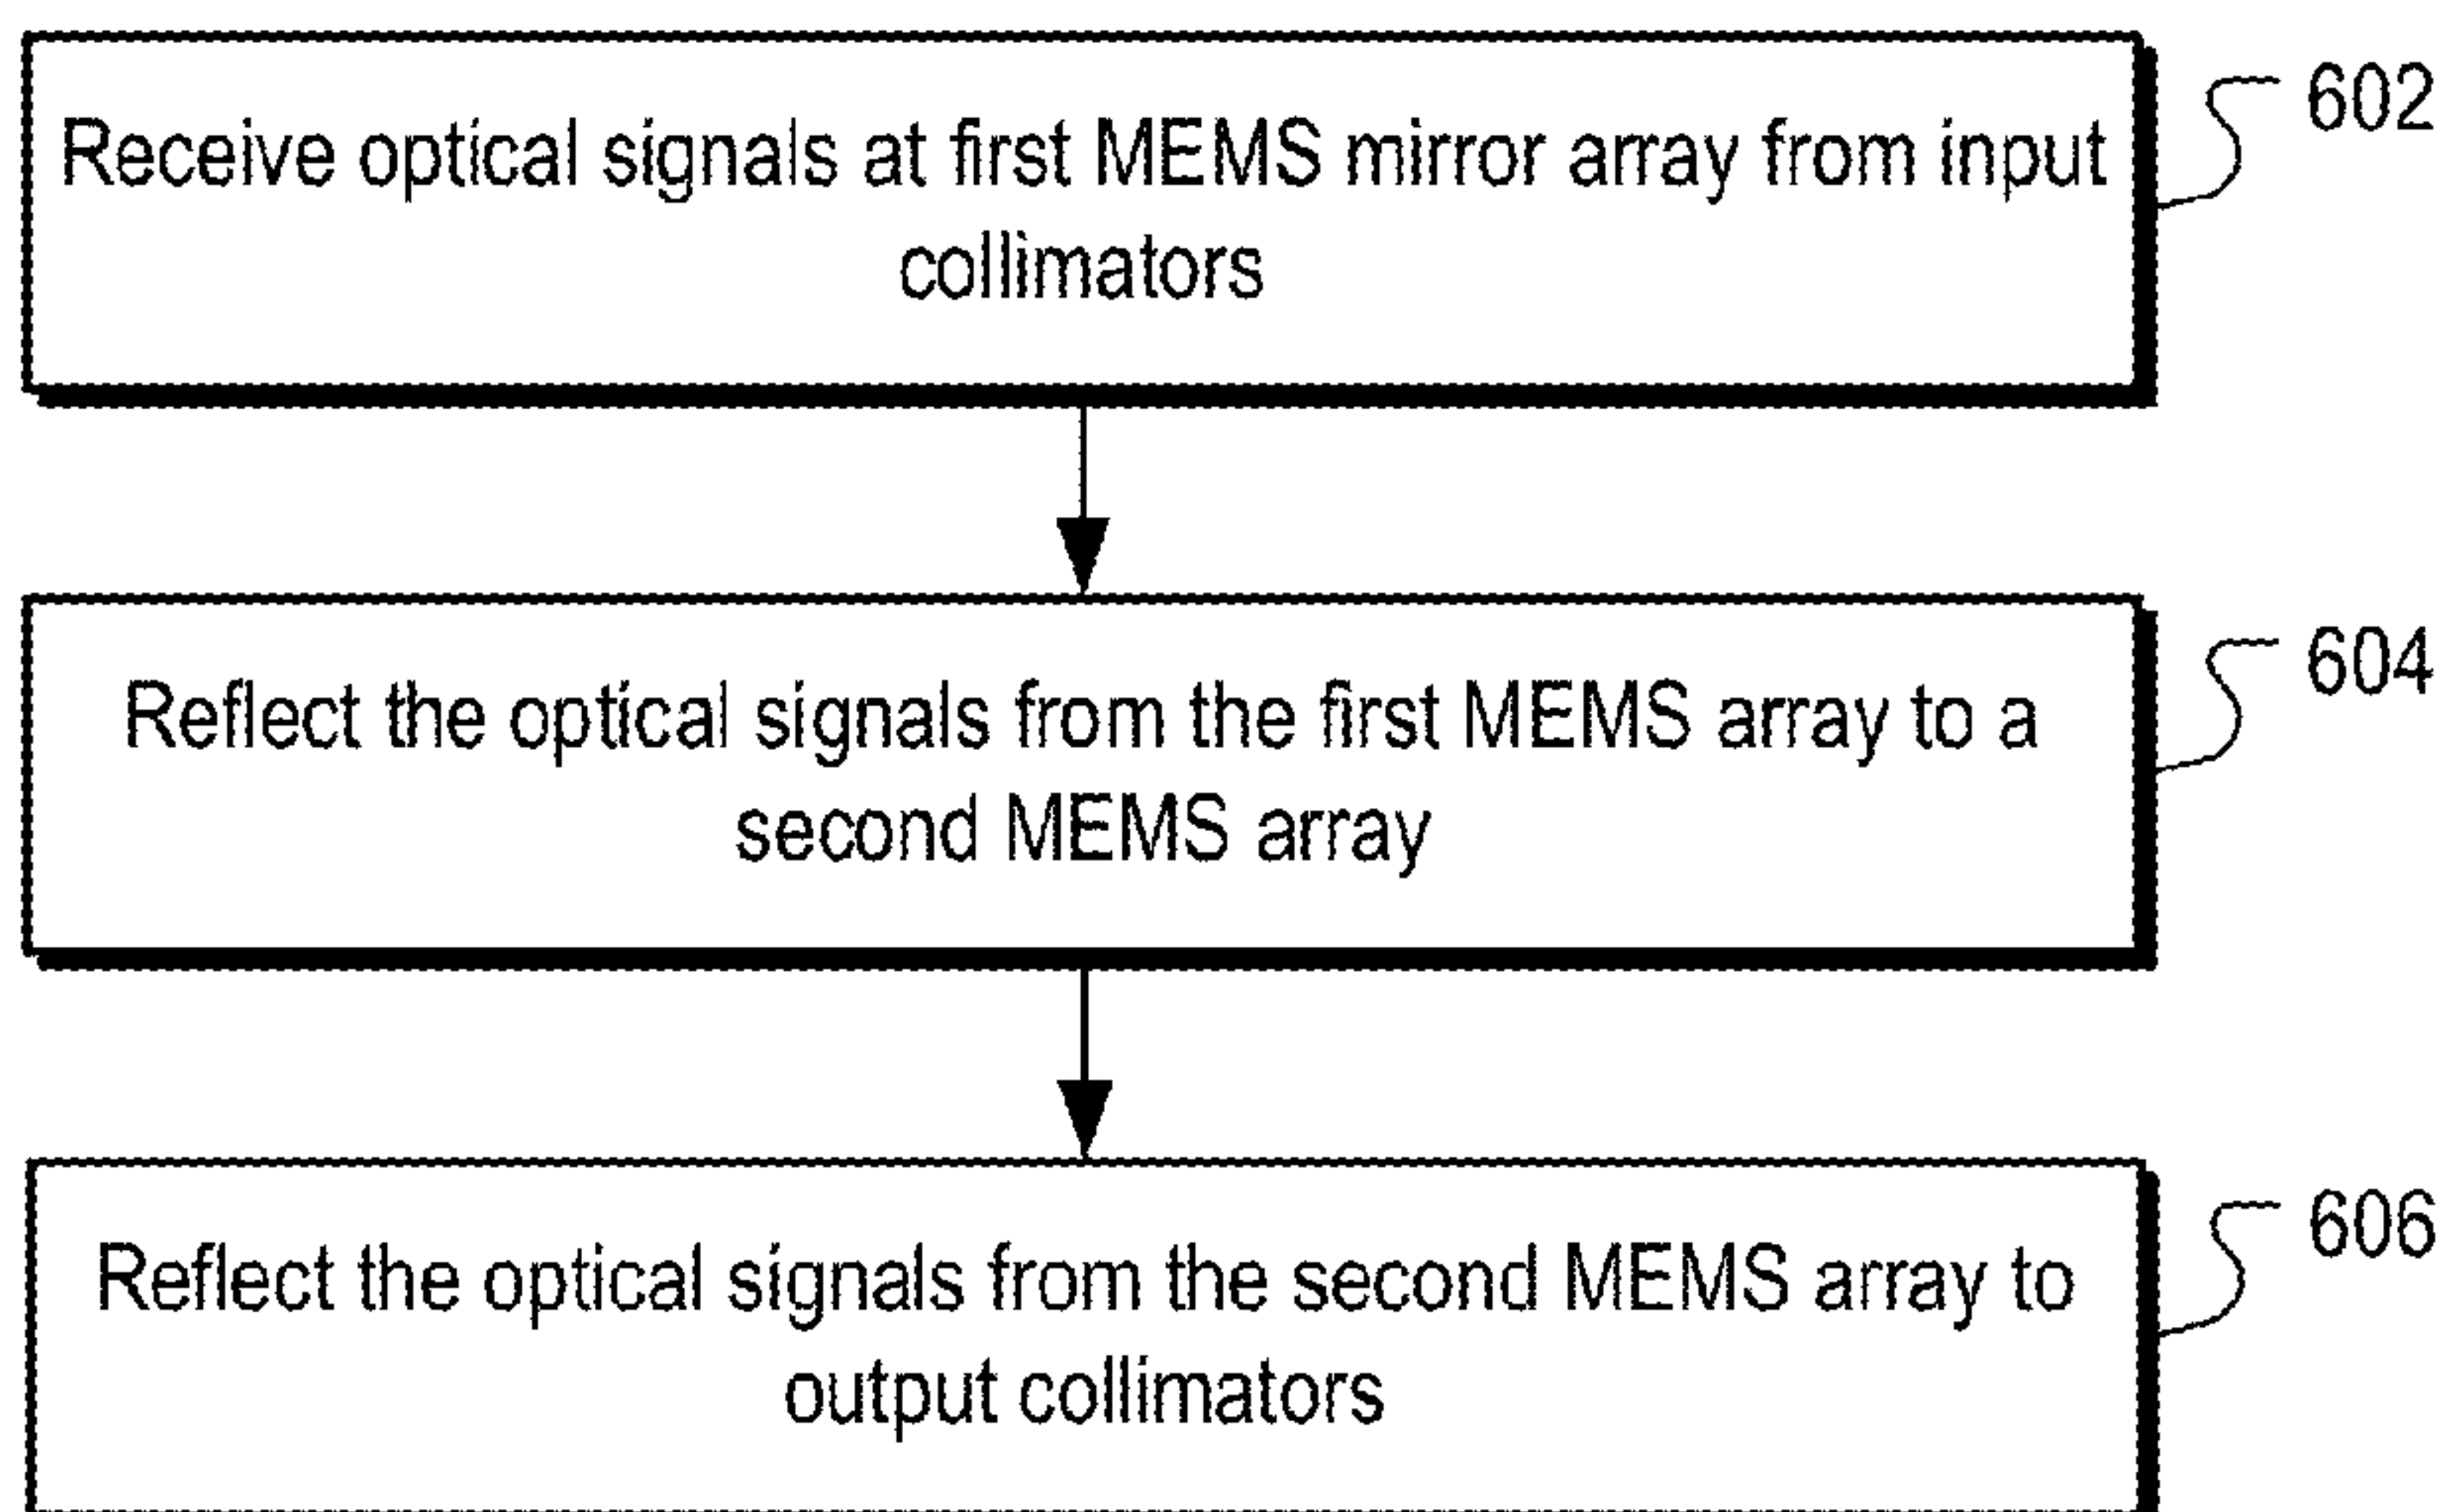 Receive optical signals at first MEMS mirror array from input
collimators
602
Reflect the optical signals from the first MEMS array to a
second MEMS array
604
Reflect the optical signals from the second MEMS array to
output collimators
606